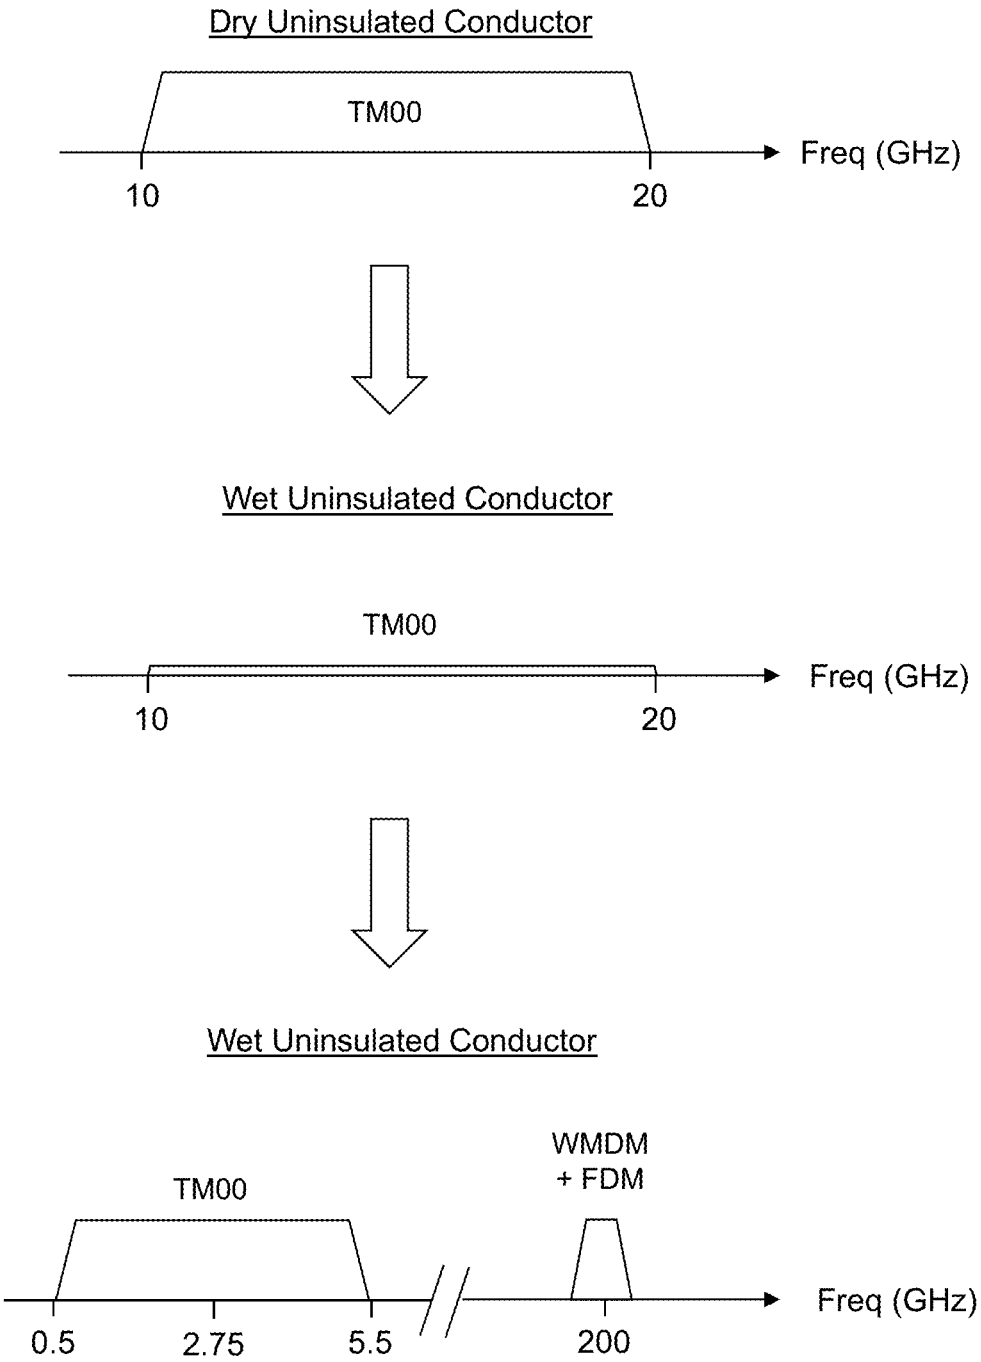 Dry Uninsulated Conductor
TM00
Freq (GHz)
10
20
Wet Uninsulated Conductor
TM00
Freq (GHz)
10
20
Wet Uninsulated Conductor
WMDM
+ FDM
TM00
Freq (GHz)
0.5
2.75
5.5
200